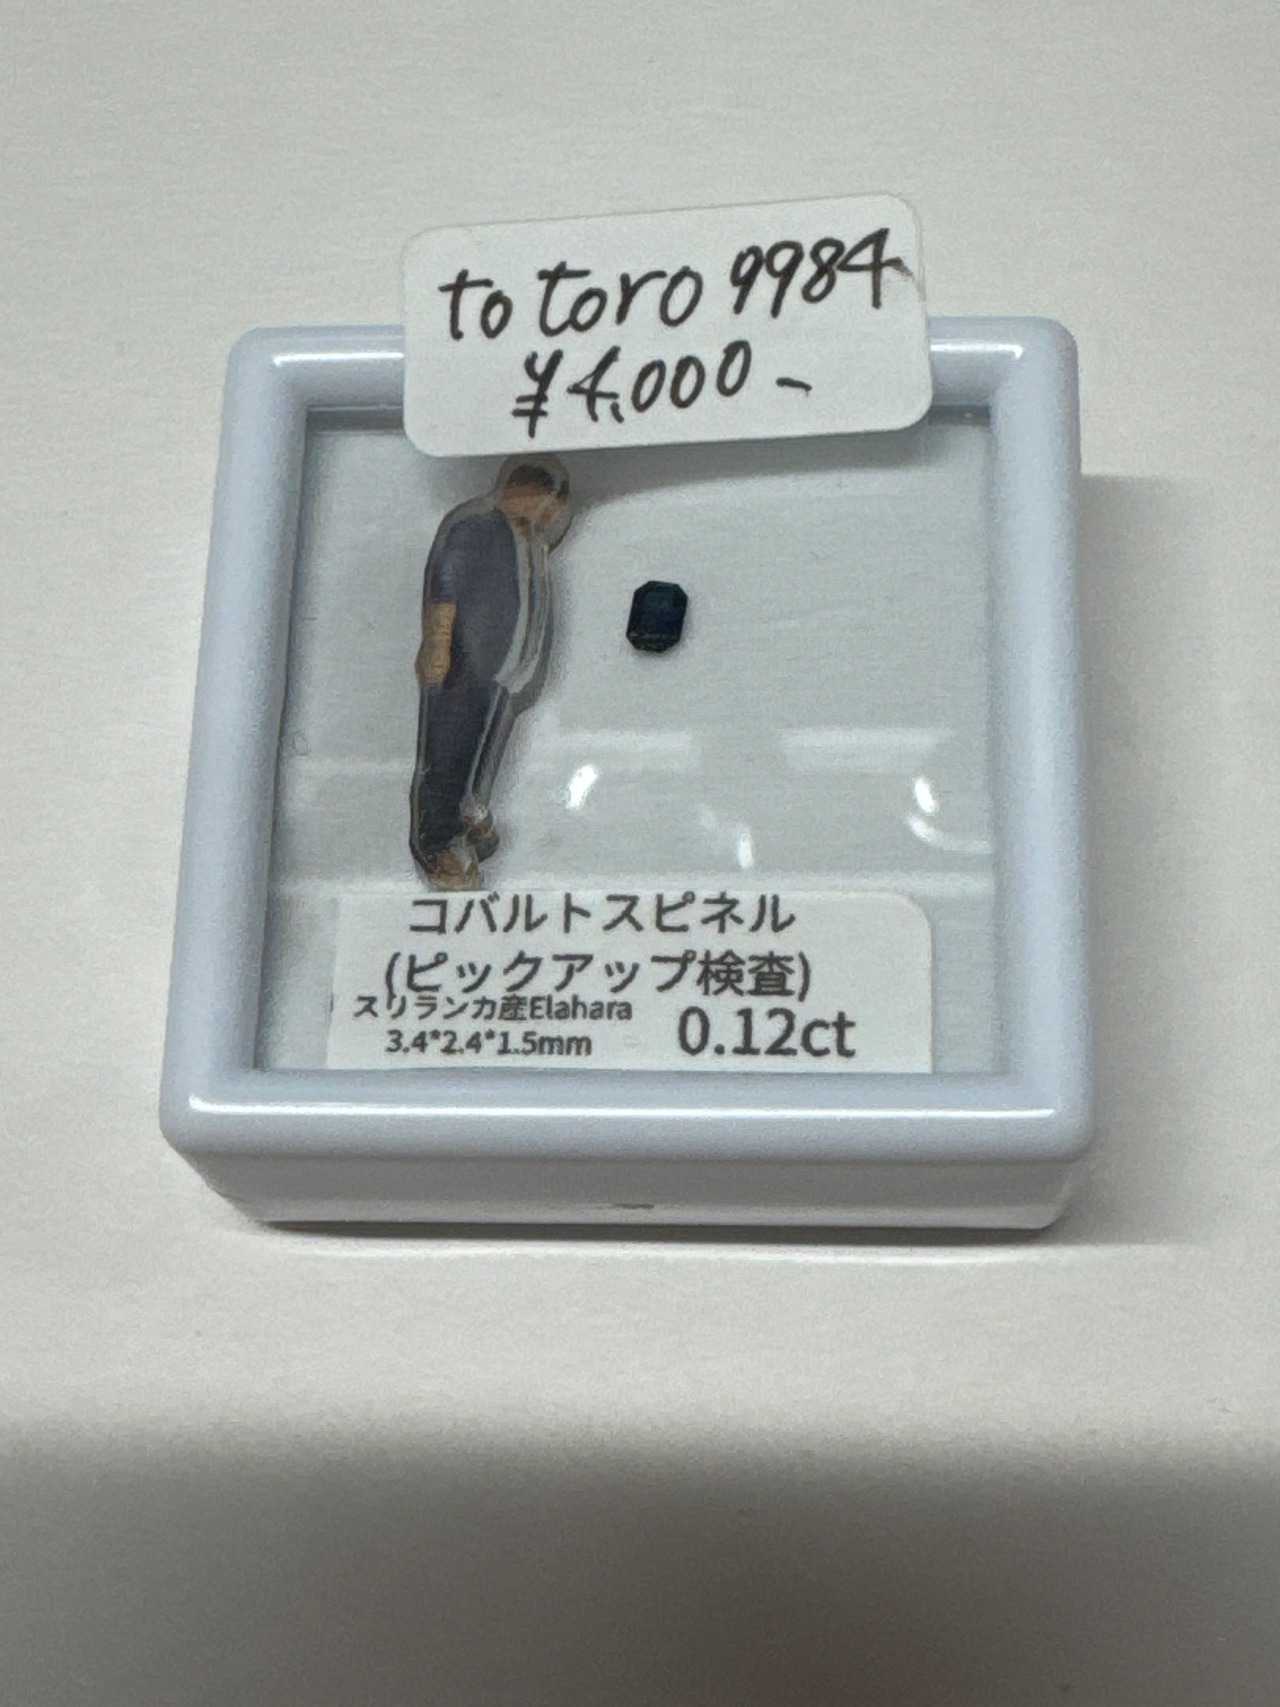 to toro 9984
¥4,000-
コバルトスピネル
(ピックアップ検査)
スリランカ産Elahara
3.4*2.4*1.5mm 0.12ct